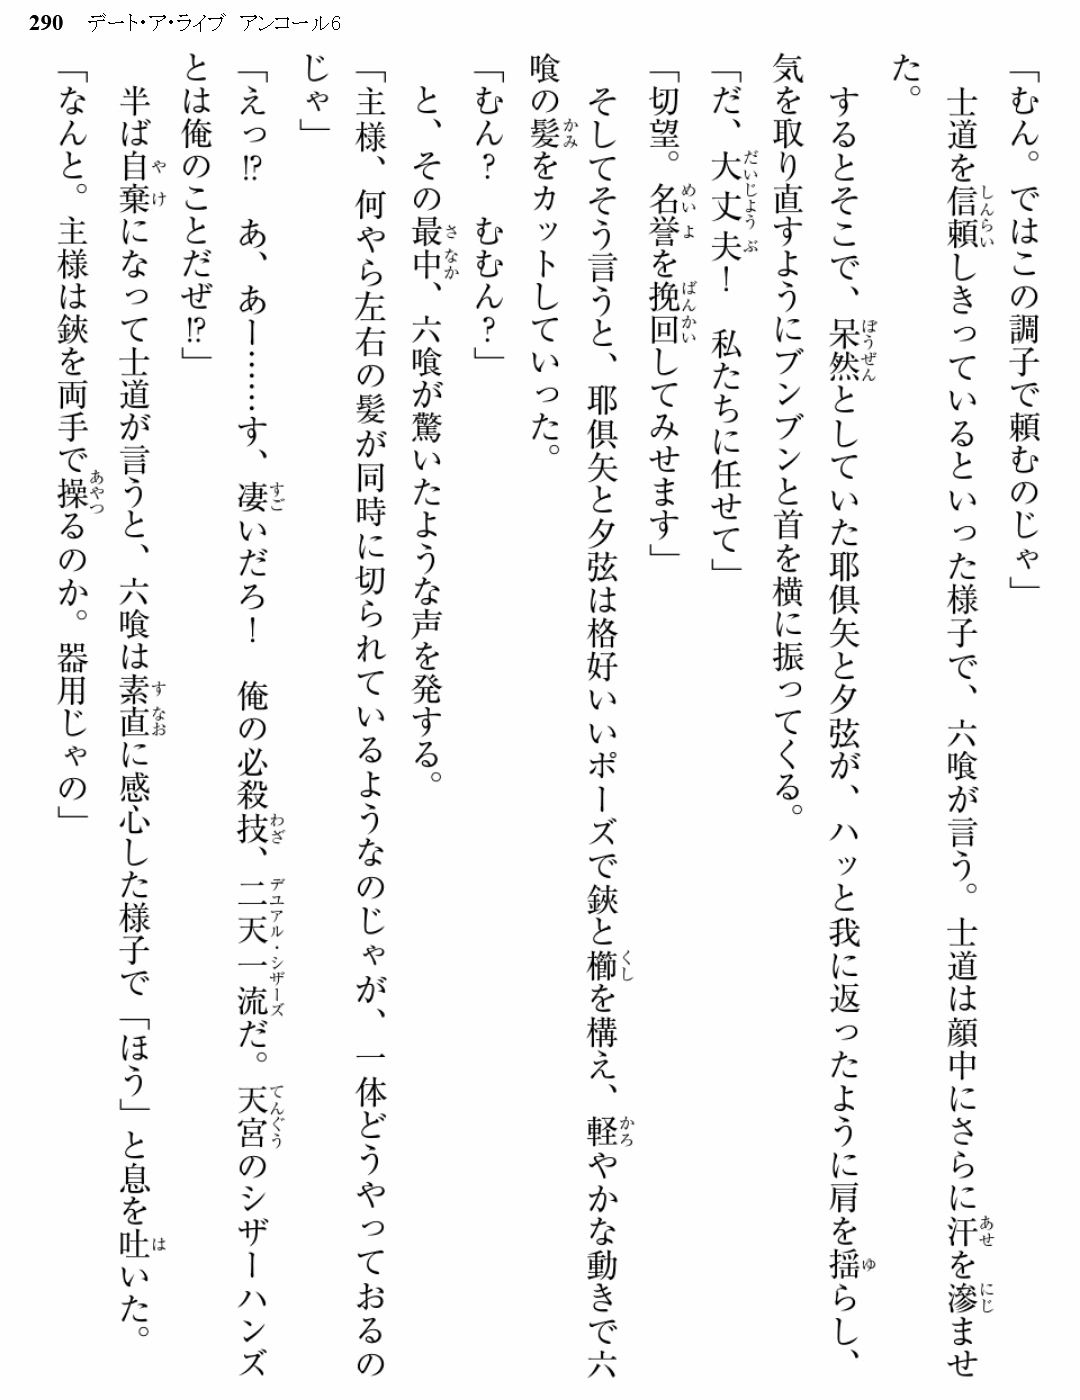 290 デート・ア・ライブ アンコール6
「むん。ではこの調子で頼むのじゃ」
士道を信頼しきっているといった様子で、六喰が言う。士道は顔中にさらに汗を滲ませ
た。
するとそこで、呆然としていた耶倶矢と夕弦が、ハッと我に返ったように肩を揺らし、
気を取り直すようにブンブンと首を横に振ってくる。
「だ、大丈夫！　私たちに任せて」
「切望。名誉を挽回してみせます」
そしてそう言うと、耶倶矢と夕弦は格好いいポーズで鋏と櫛を構え、軽やかな動きで六
喰の髪をカットしていった。
「むん？　むむん？」
と、その最中、六喰が驚いたような声を発する。
「主様、何やら左右の髪が同時に切られているようなのじゃが、一体どうやっておるの
じゃ」
「えっ!?　あ、あー……す、凄いだろ！　俺の必殺技、二天一流だ。天宮のシザーハンズ
とは俺のことだぜ!?」
半ば自棄になって士道が言うと、六喰は素直に感心した様子で「ほう」と息を吐いた。
「なんと。主様は鋏を両手で操るのか。器用じゃの」